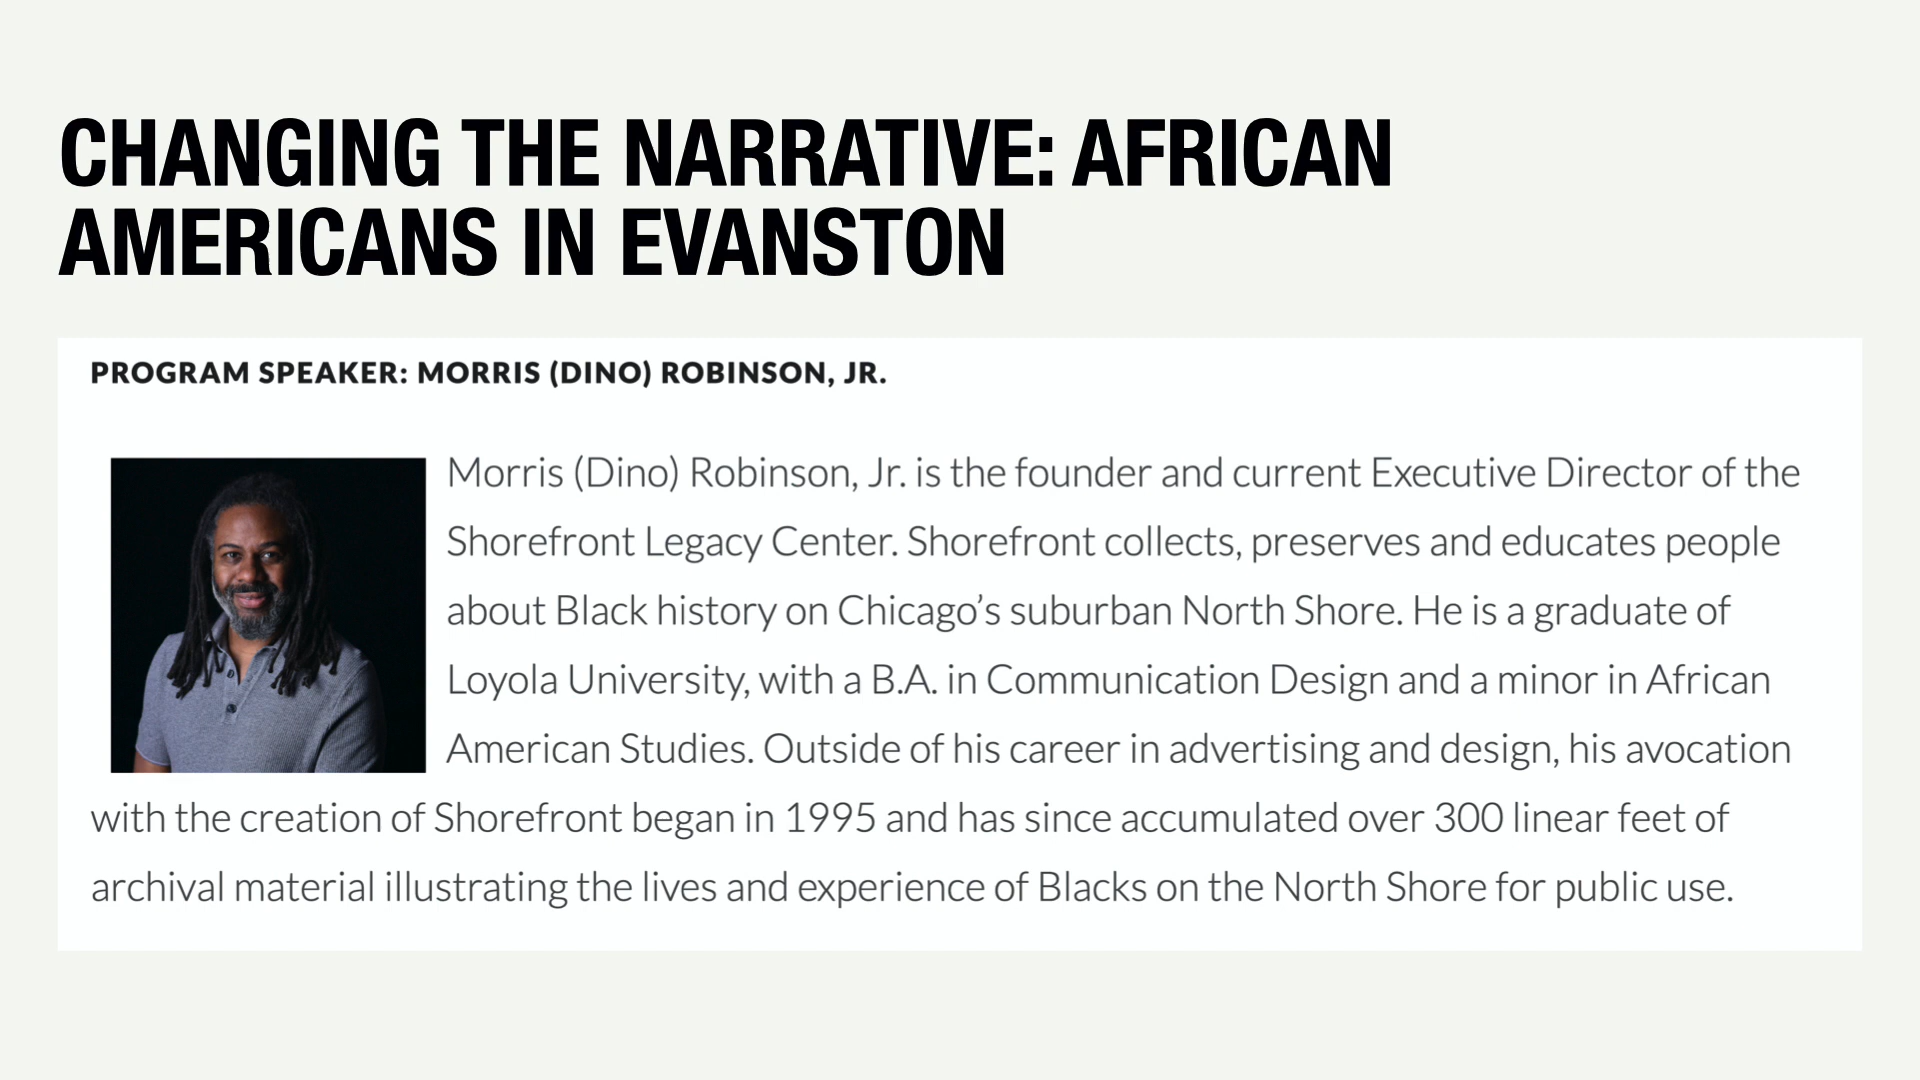 CHANGING THE NARRATIVE: AFRICAN
AMERICANS IN EVANSTON
PROGRAM SPEAKER: MORRIS (DINO) ROBINSON, JR.
Morris (Dino) Robinson, Jr. is the founder and current Executive Director of the
Shorefront Legacy Center. Shorefront collects, preserves and educates people
about Black history on Chicago’s suburban North Shore. He is a graduate of
Loyola University, with a B.A. in Communication Design and a minor in African
American Studies. Outside of his career in advertising and design, his avocation
with the creation of Shorefront began in 1995 and has since accumulated over 300 linear feet of
archival material illustrating the lives and experience of Blacks on the North Shore for public use.